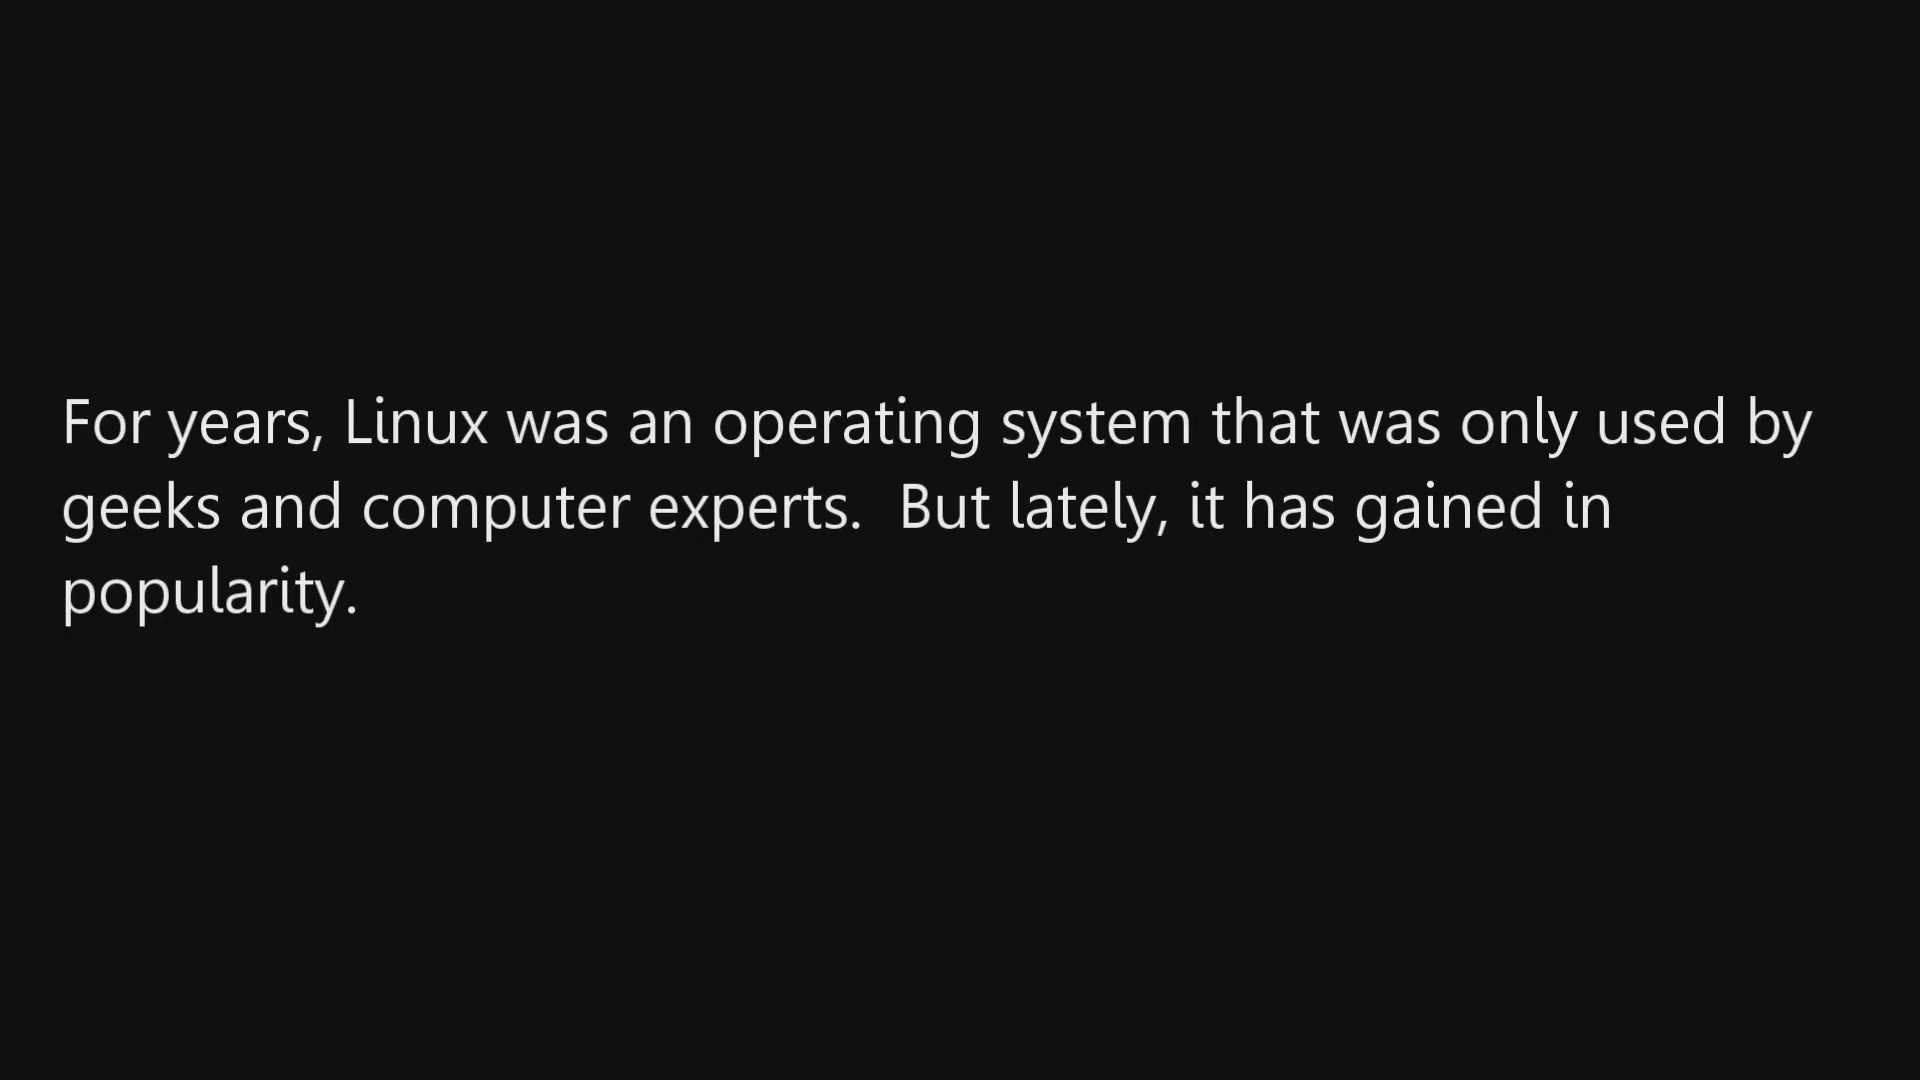 For years, Linux was an operating system that was only used by
geeks and computer experts.  But lately, it has gained in
popularity.